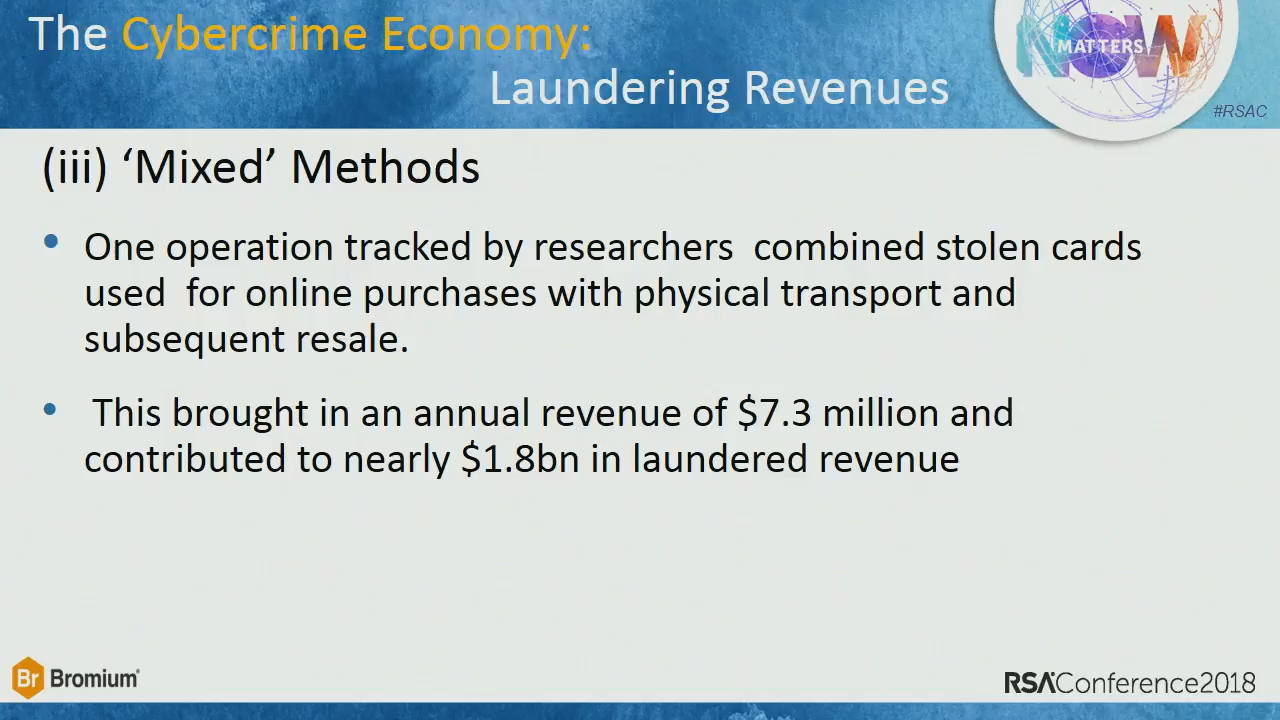 The Cybercrime Economy:
Laundering Revenues
NOW
MATTERS
#RSAC
(iii) ‘Mixed’ Methods
• One operation tracked by researchers combined stolen cards
used for online purchases with physical transport and
subsequent resale.
• This brought in an annual revenue of $7.3 million and
contributed to nearly $1.8bn in laundered revenue
Br Bromium
RSAConference2018